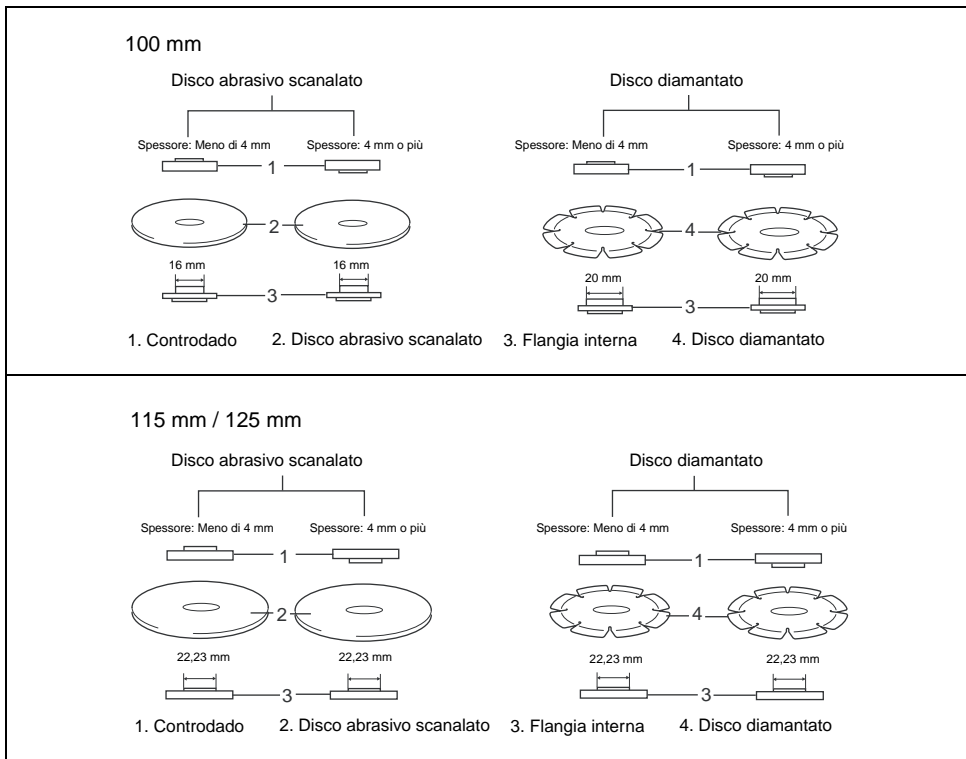 100 mm
Disco abrasivo scanalato Disco diamantato
Spessore: Meno di 4 mm Spessore: 4 mm o più Spessore: Meno di 4 mm Spessore: 4 mm o più
1 1
2 4
16 mm 16 mm 20 mm 20 mm
3 3
1. Controdado 2. Disco abrasivo scanalato 3. Flangia interna 4. Disco diamantato
115 mm / 125 mm
Disco abrasivo scanalato Disco diamantato
Spessore: Meno di 4 mm Spessore: 4 mm o più Spessore: Meno di 4 mm Spessore: 4 mm o più
1 1
2 4
22,23 mm 22,23 mm 22,23 mm 22,23 mm
3 3
1. Controdado 2. Disco abrasivo scanalato 3. Flangia interna 4. Disco diamantato